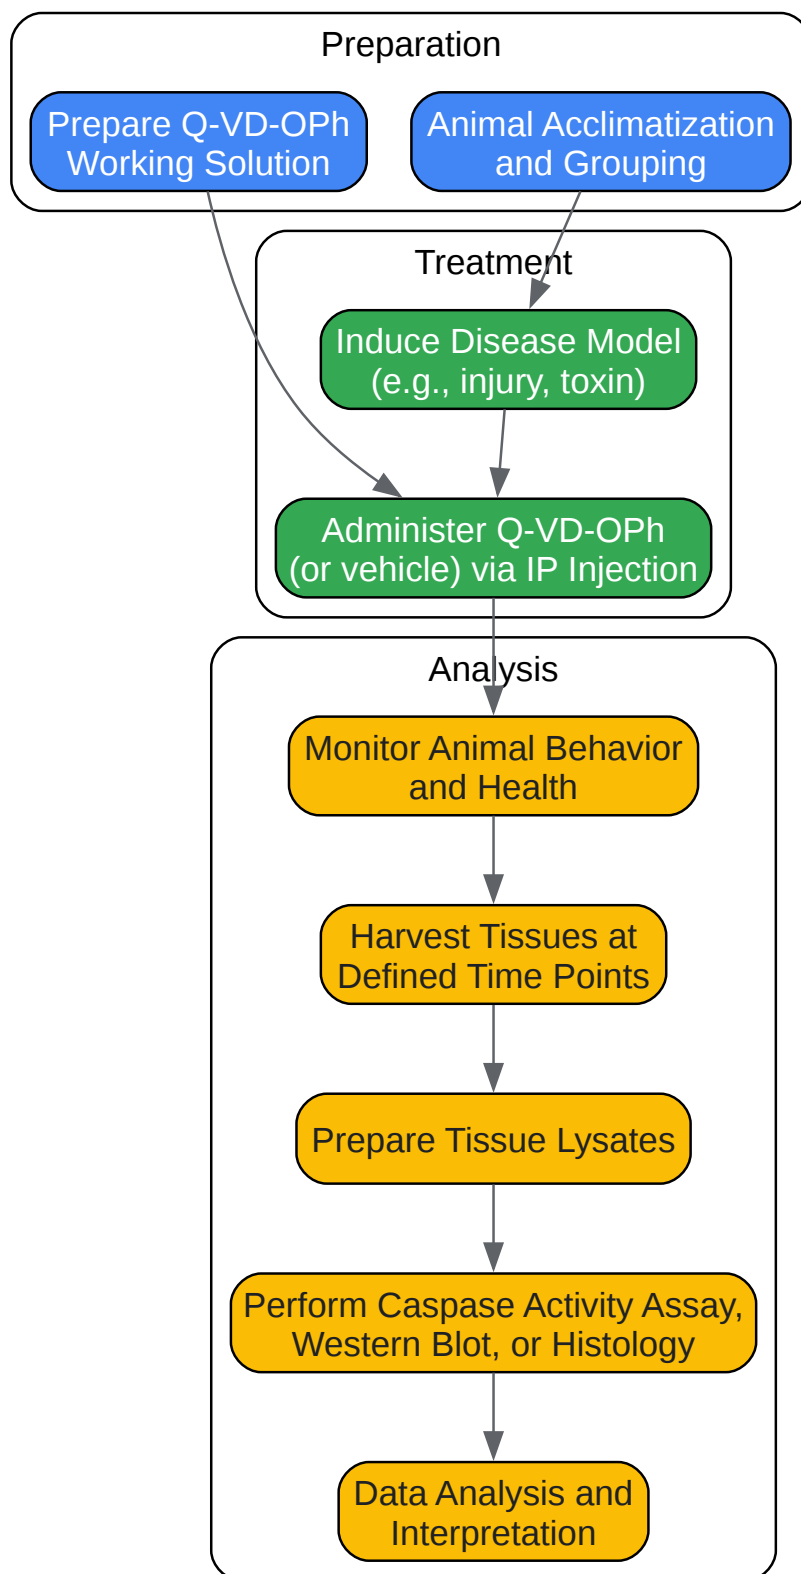 Preparation
Prepare Q-VD-OPh
Working Solution
Animal Acclimatization
and Grouping
Treatment
Induce Disease Model
(e.g., injury, toxin)
Administer Q-VD-OPh
(or vehicle) via IP Injection
Analysis
Monitor Animal Behavior
and Health
Harvest Tissues at
Defined Time Points
Prepare Tissue Lysates
Perform Caspase Activity Assay,
Western Blot, or Histology
Data Analysis and
Interpretation